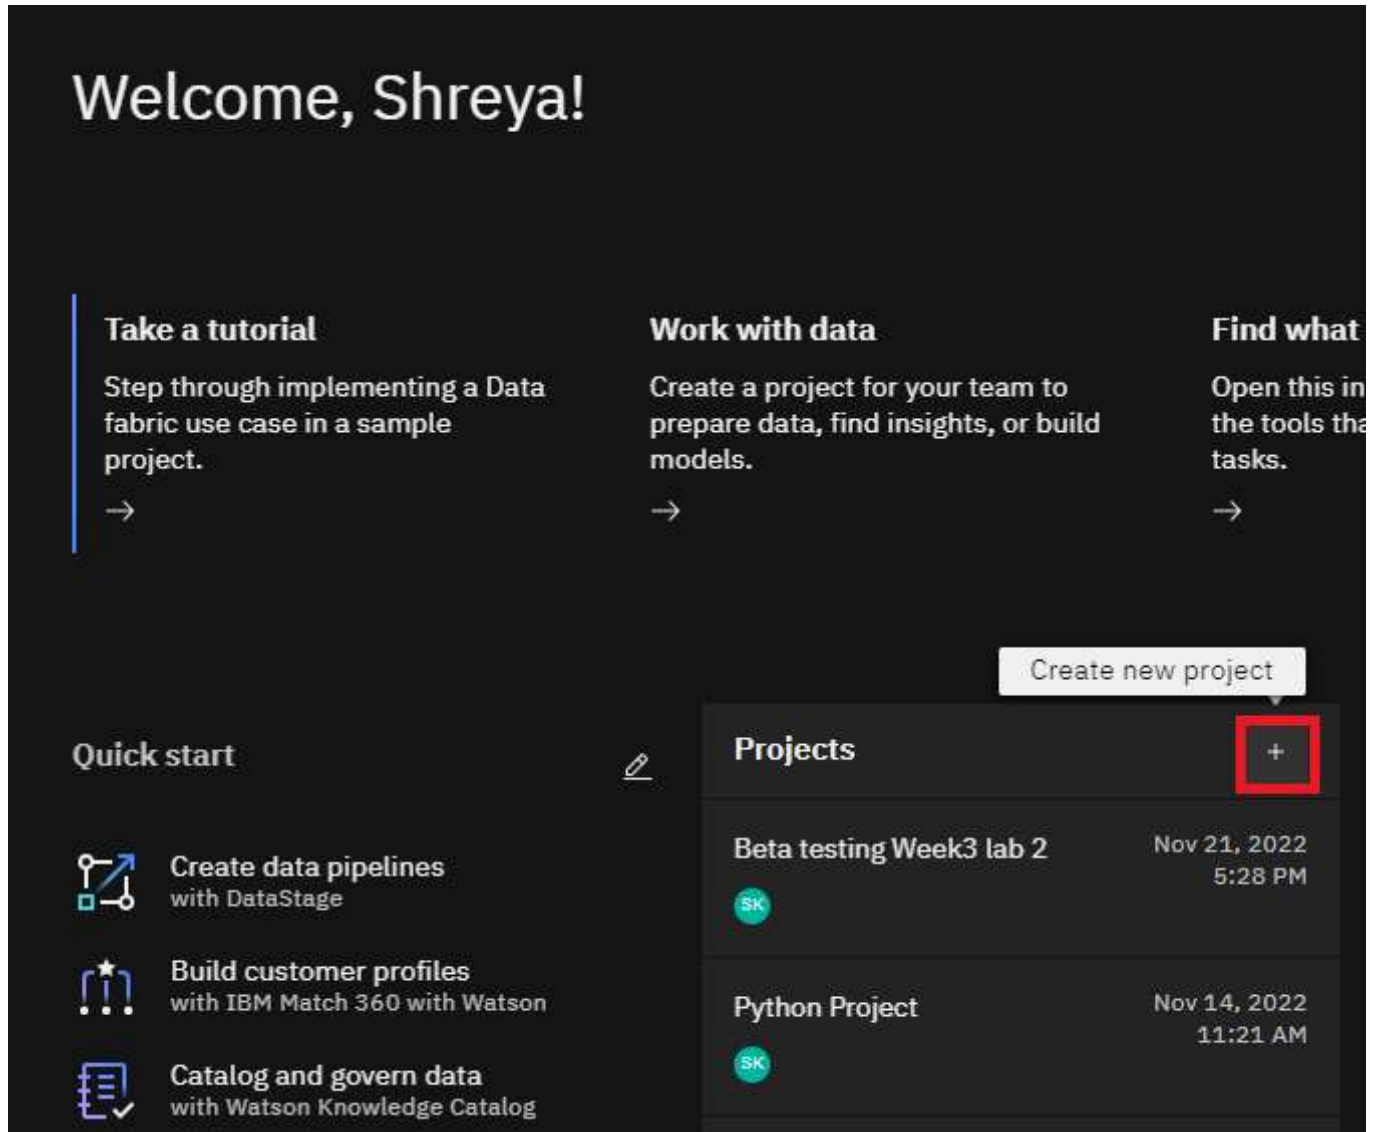 Welcome, Shreya!
Take a tutorial
Step through implementing a Data
fabric use case in a sample
project.
→
Work with data
Create a project for your team to
prepare data, find insights, or build
models.
→
Find what
Open this in
the tools tha
tasks.
→
Quick start
Create data pipelines
with DataStage
Build customer profiles
with IBM Match 360 with Watson
Catalog and govern data
with Watson Knowledge Catalog
Create new project
Projects
+
Beta testing Week3 lab 2
Nov 21, 2022
5:28 PM
SK
Python Project
Nov 14, 2022
11:21 AM
SK